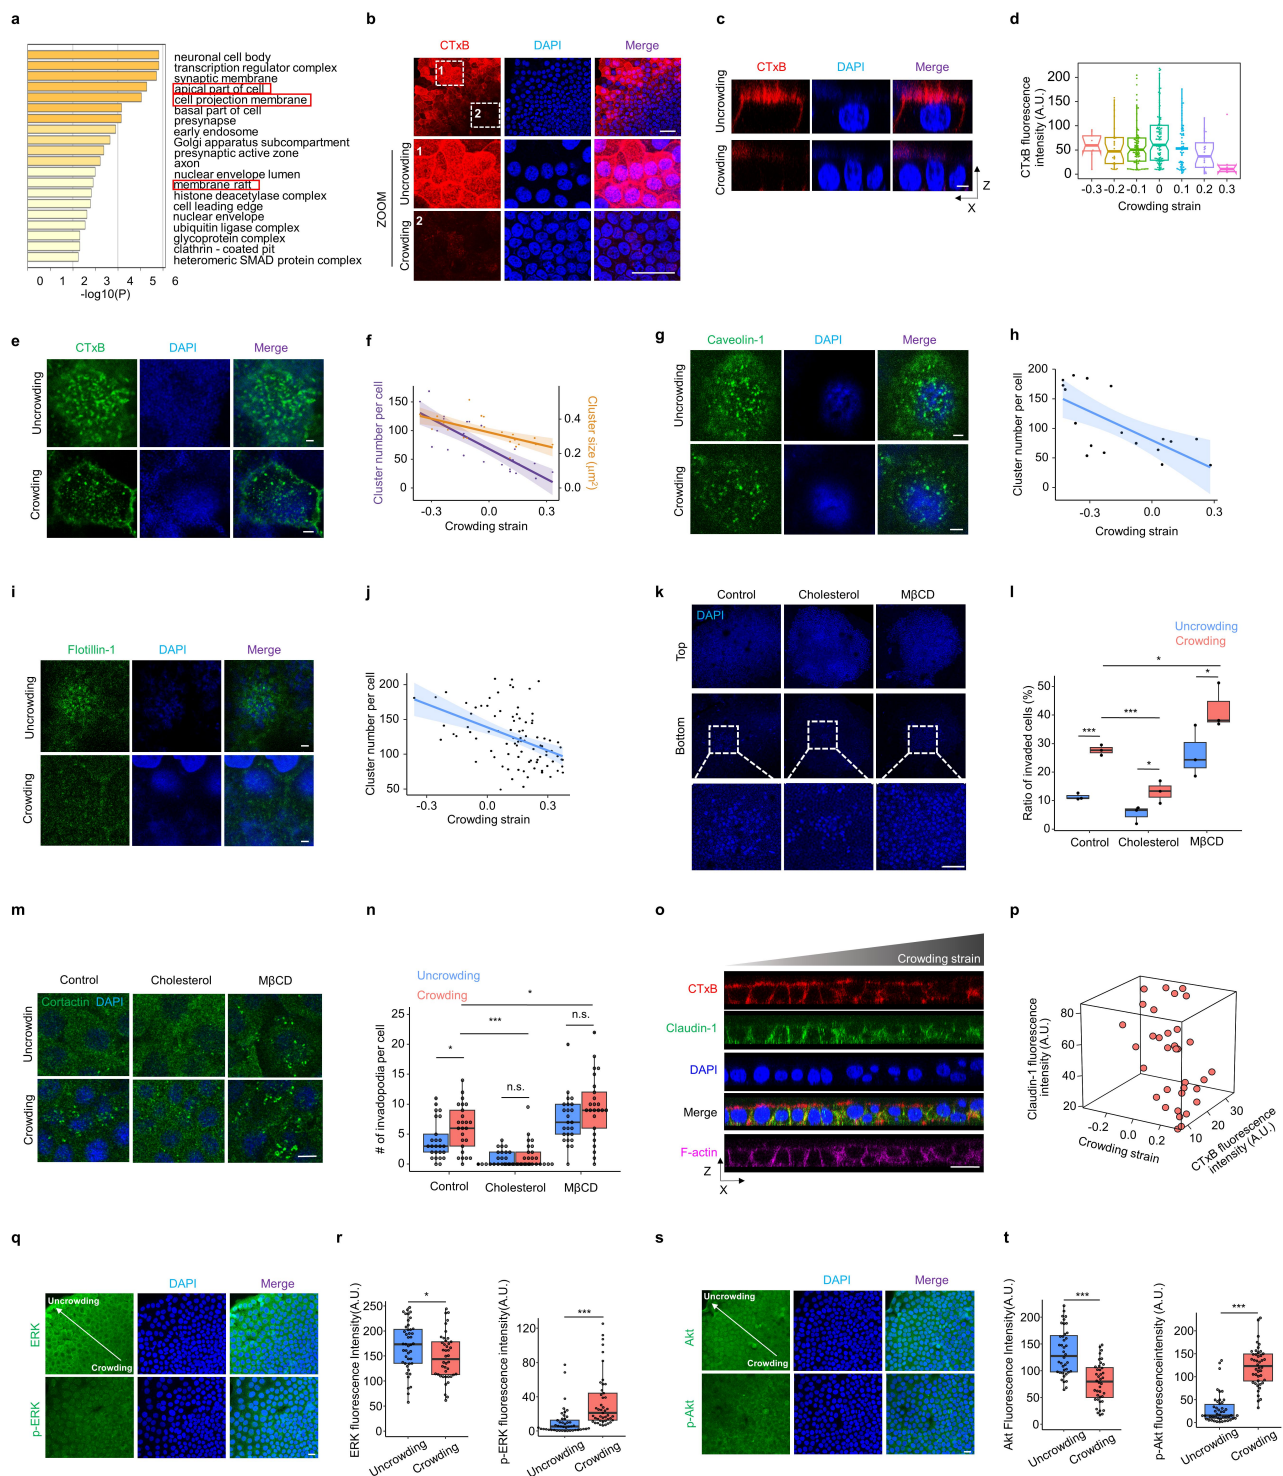 a
neuronal cell body
transcription regulator complex
synaptic membrane
apical part of cell
cell projection membrane
basal part of cell
presynapse
early endosome
Golgi apparatus subcompartment
presynaptic active zone
axon
nuclear envelope lumen
membrane raft
histone deacetylase complex
cell leading edge
nuclear envelope
ubiquitin ligase complex
glycoprotein complex
clathrin - coated pit
heteromeric SMAD protein complex
0 1 2 3 4 5 6
-log10(P)
b
CTxB DAPI Merge
1
2
ZOOM
Uncrowding
1
Crowding
2
c
CTxB DAPI Merge
Uncrowding
Crowding
Z
X
d
CTxB fluorescence
intensity (A.U.)
200
150
100
50
0
-0.3 -0.2 -0.1 0 0.1 0.2 0.3
Crowding strain
e
CTxB DAPI Merge
Uncrowding
Crowding
f
Cluster number per cell
150
100
50
0
Cluster size (μm²)
0.4
0.2
0.0
-0.3 0.0 0.3
Crowding strain
g
Caveolin-1 DAPI Merge
Uncrowding
Crowding
h
Cluster number per cell
200
150
100
50
0
-0.3 0.0 0.3
Crowding strain
i
Flotillin-1 DAPI Merge
Uncrowding
Crowding
j
Cluster number per cell
200
150
100
50
-0.3 0.0 0.3
Crowding strain
k
Control Cholesterol MβCD
DAPI
Top
Bottom
l
Uncrowding
Crowding
Ratio of invaded cells (%)
50
40
30
20
10
0
*
***
*
***
*
Control Cholesterol MβCD
m
Control Cholesterol MβCD
Cortactin DAPI
Uncrowdin
Crowding
n
Uncrowding
Crowding
# of invadopodia per cell
25
20
15
10
5
0
*
***
n.s.
*
n.s.
Control Cholesterol MβCD
o
Crowding strain
CTxB
Claudin-1
DAPI
Merge
F-actin
Z
X
p
Claudin-1 fluorescence
intensity (A.U.)
80
60
40
20
-0.2 0.0 0.2
Crowding strain
10 20 30
CTxB fluorescence
intensity (A.U.)
q
DAPI Merge
ERK
Uncrowding
Crowding
p-ERK
r
ERK fluorescence Intensity(A.U.)
250
200
150
100
50
0
*
Uncrowding Crowding
p-ERK fluorescence intensity(A.U.)
120
90
60
30
0
***
Uncrowding Crowding
s
DAPI Merge
Akt
Uncrowding
Crowding
p-Akt
t
Akt Fluorescence Intensity(A.U.)
200
150
100
50
0
***
Uncrowding Crowding
p-Akt fluorescenceintensity (A.U.)
200
150
100
50
0
***
Uncrowding Crowding